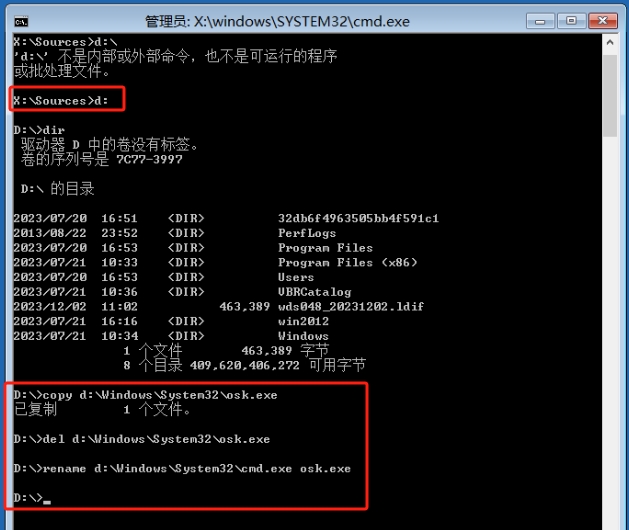 管理员: X:\windows\SYSTEM32\cmd.exe
X:\Sources>d:\
'd:\' 不是内部或外部命令，也不是可运行的程序
或批处理文件。
X:\Sources>d:
D:\>dir
驱动器 D 中的卷没有标签。
卷的序列号是 7C77-3997
D:\ 的目录
2023/07/20 16:51 <DIR> 32db6f4963505bb4f591c1
2013/08/22 23:52 <DIR> PerfLogs
2023/07/20 16:53 <DIR> Program Files
2023/07/21 10:33 <DIR> Program Files (x86)
2023/07/20 16:53 <DIR> Users
2023/07/21 10:36 <DIR> VBRCatalog
2023/12/02 11:02 463,389 wds048_20231202.ldif
2023/07/21 16:16 <DIR> win2012
2023/07/21 10:34 <DIR> Windows
1 个文件 463,389 字节
8 个目录 409,620,406,272 可用字节
D:\>copy d:\Windows\System32\osk.exe
已复制 1 个文件。
D:\>del d:\Windows\System32\osk.exe
D:\>rename d:\Windows\System32\cmd.exe osk.exe
D:\>_